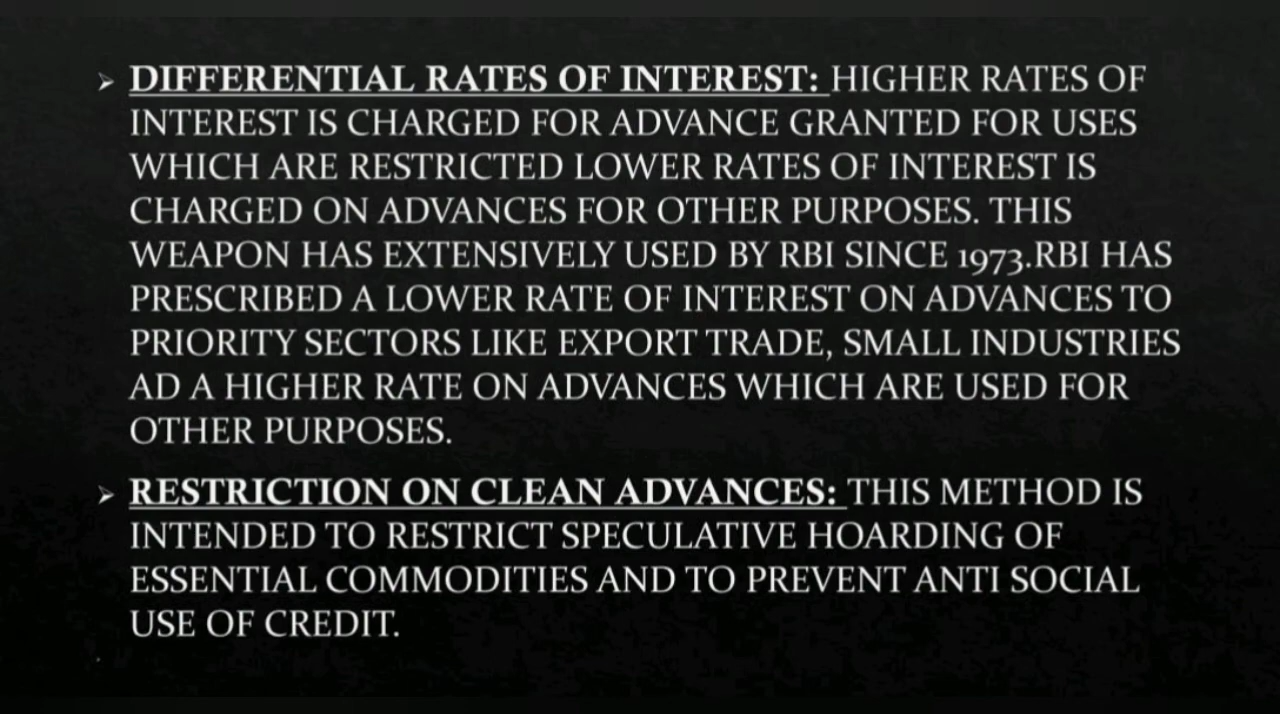 DIFFERENTIAL RATES OF INTEREST: HIGHER RATES OF
INTEREST IS CHARGED FOR ADVANCE GRANTED FOR USES
WHICH ARE RESTRICTED LOWER RATES OF INTEREST IS
CHARGED ON ADVANCES FOR OTHER PURPOSES. THIS
WEAPON HAS EXTENSIVELY USED BY RBI SINCE 1973.RBI HAS
PRESCRIBED A LOWER RATE OF INTEREST ON ADVANCES TO
PRIORITY SECTORS LIKE EXPORT TRADE, SMALL INDUSTRIES
AD A HIGHER RATE ON ADVANCES WHICH ARE USED FOR
OTHER PURPOSES.
RESTRICTION ON CLEAN ADVANCES: THIS METHOD IS
INTENDED TO RESTRICT SPECULATIVE HOARDING OF
ESSENTIAL COMMODITIES AND TO PREVENT ANTI SOCIAL
USE OF CREDIT.